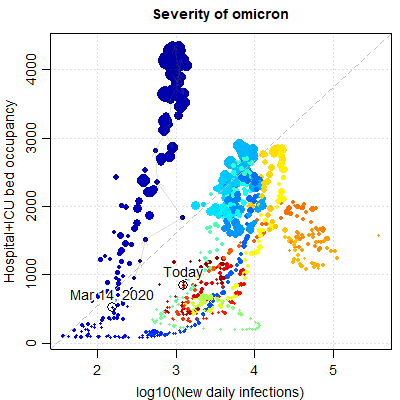 Severity of omicron
Hospital+ICU bed occupancy
4000
3000
2000
1000
0
Today
Mar 14, 2020
2
3
4
5
log10(New daily infections)